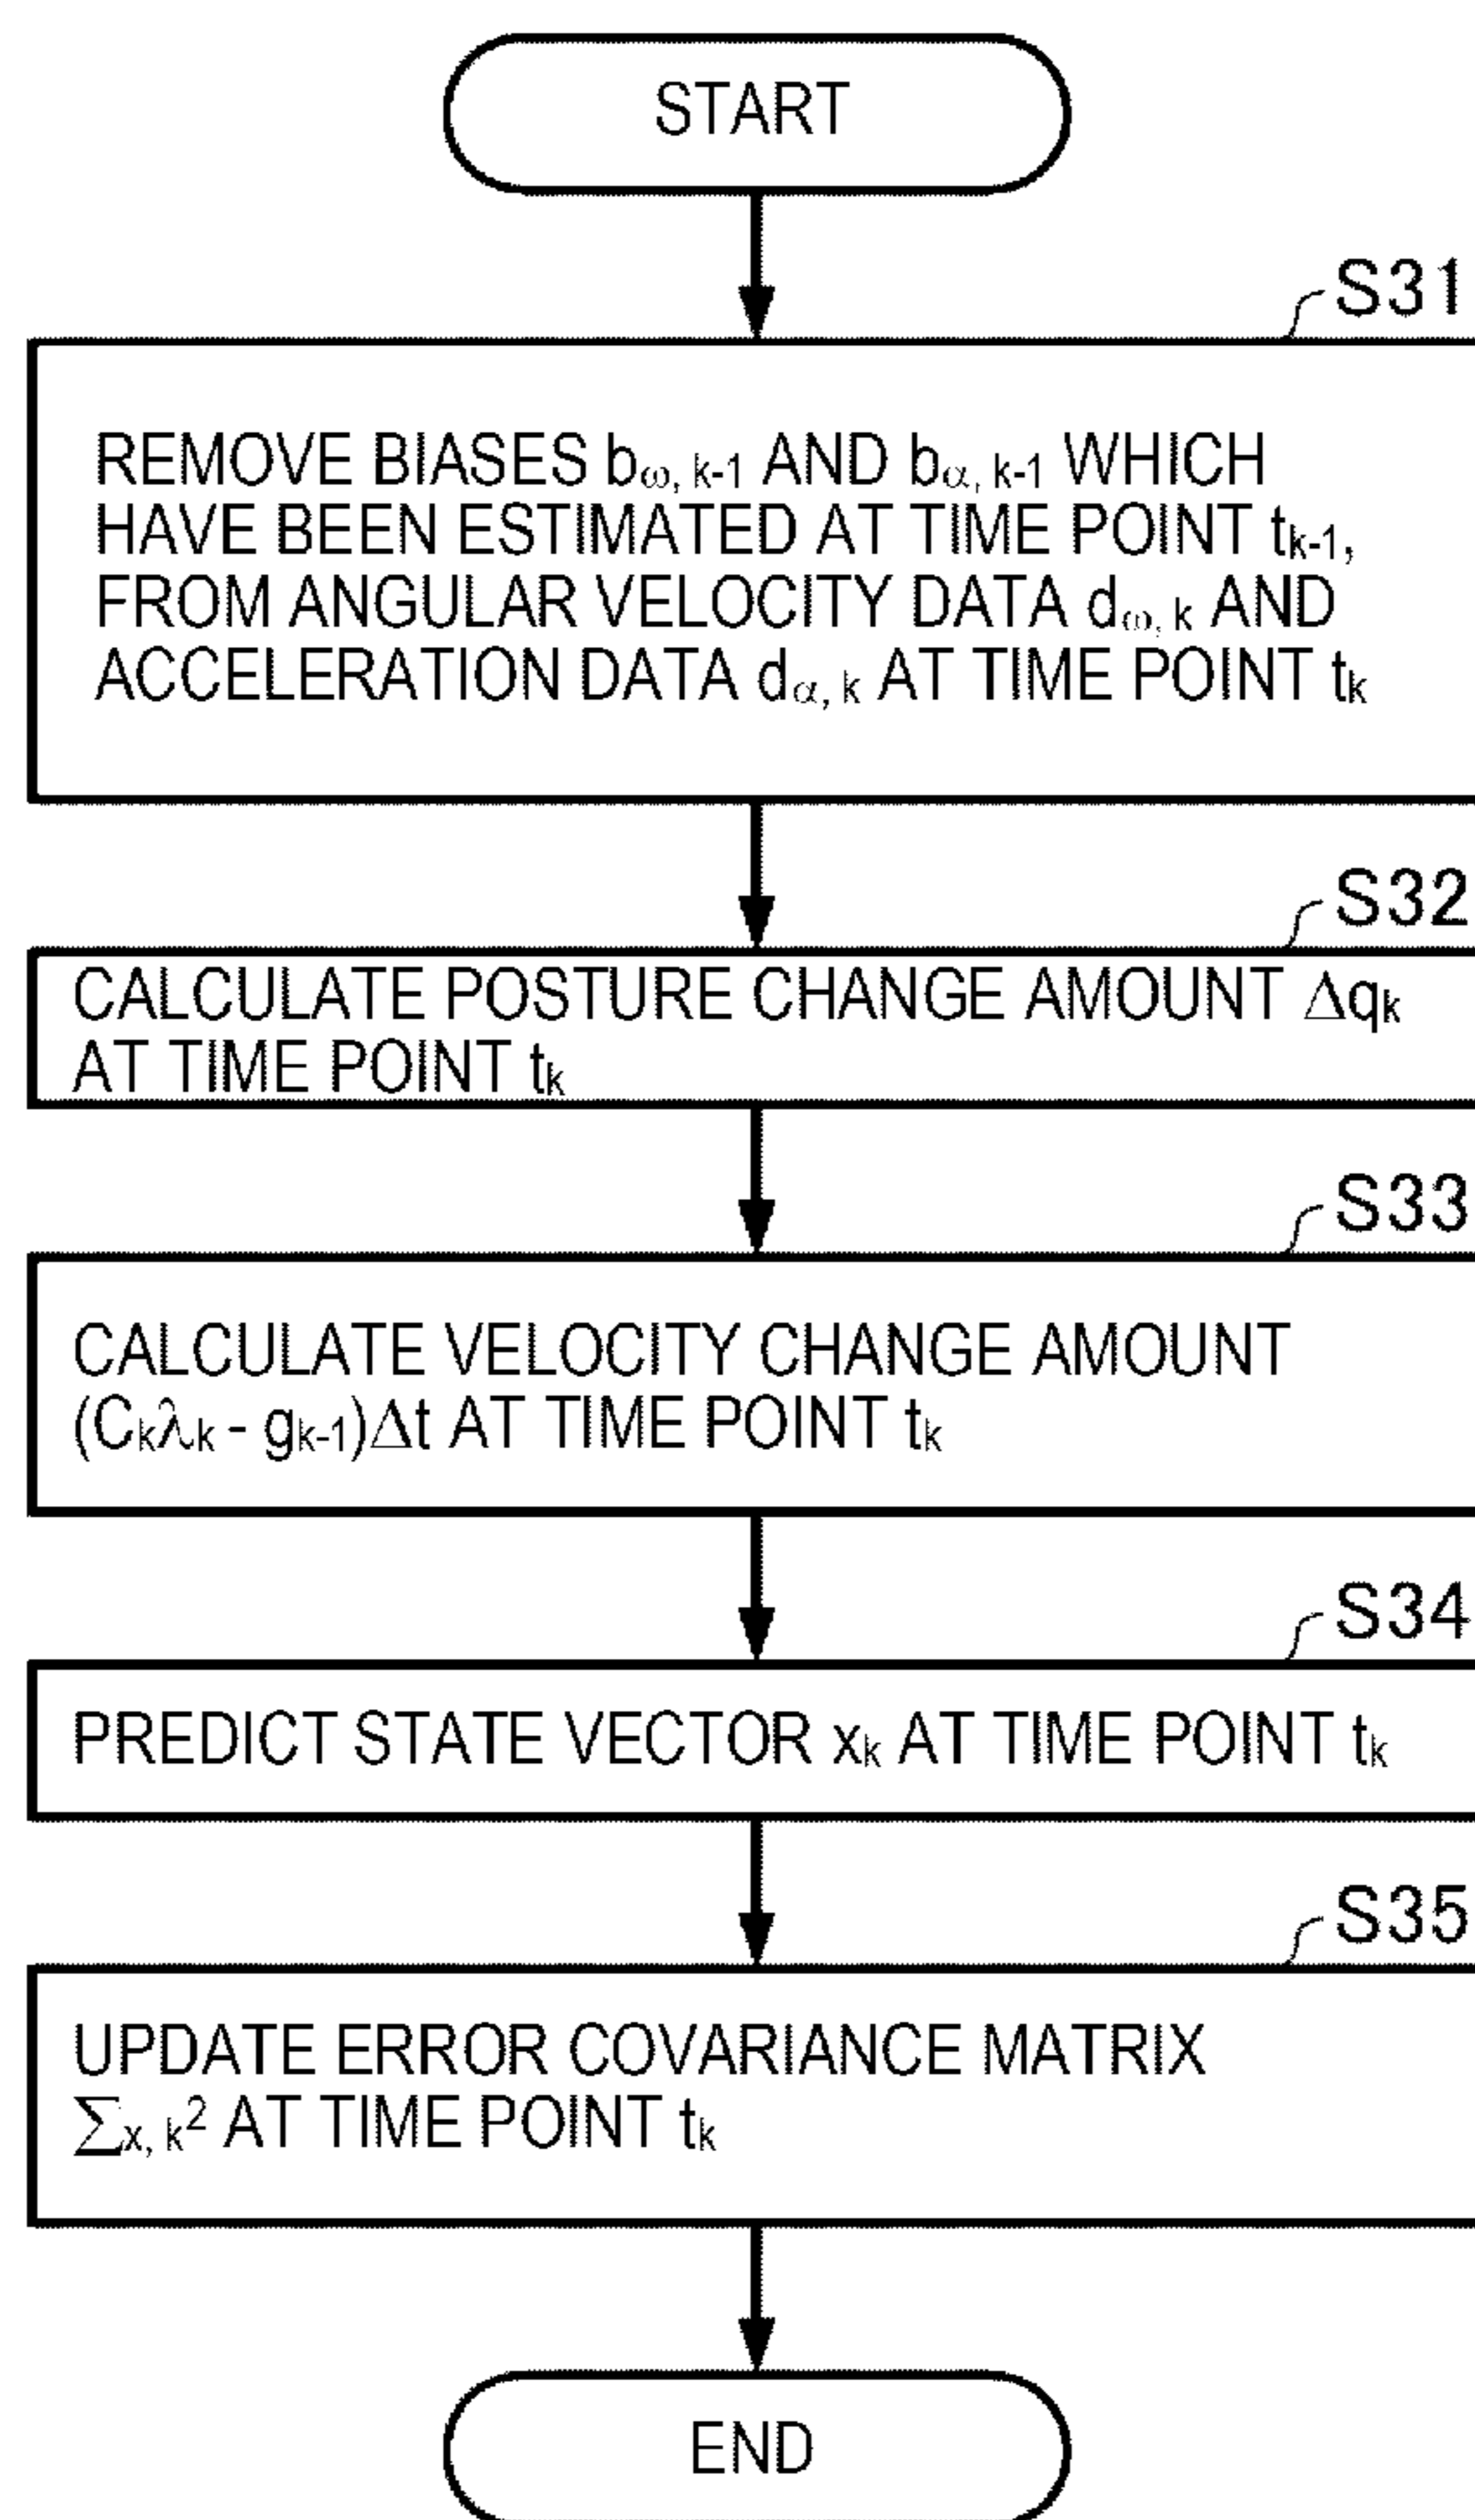 START
S31
REMOVE BIASES bω, k-1 AND bα, k-1 WHICH
HAVE BEEN ESTIMATED AT TIME POINT tk-1,
FROM ANGULAR VELOCITY DATA dω, k AND
ACCELERATION DATA dα, k AT TIME POINT tk
S32
CALCULATE POSTURE CHANGE AMOUNT Δqk
AT TIME POINT tk
S33
CALCULATE VELOCITY CHANGE AMOUNT
(Ckλ̂k - gk-1)Δt AT TIME POINT tk
S34
PREDICT STATE VECTOR xk AT TIME POINT tk
S35
UPDATE ERROR COVARIANCE MATRIX
Σx, k² AT TIME POINT tk
END